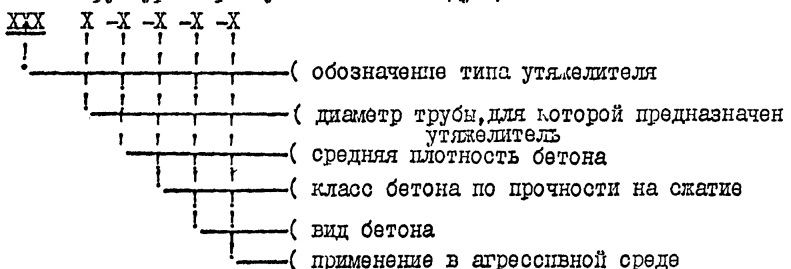 XXX X -X -X -X -X
( обозначение типа утяжелителя
( диаметр трубы,для которой предназначен
утяжелитель
( средняя плотность бетона
( класс бетона по прочности на сжатие
( вид бетона
( применение в агрессивной среде